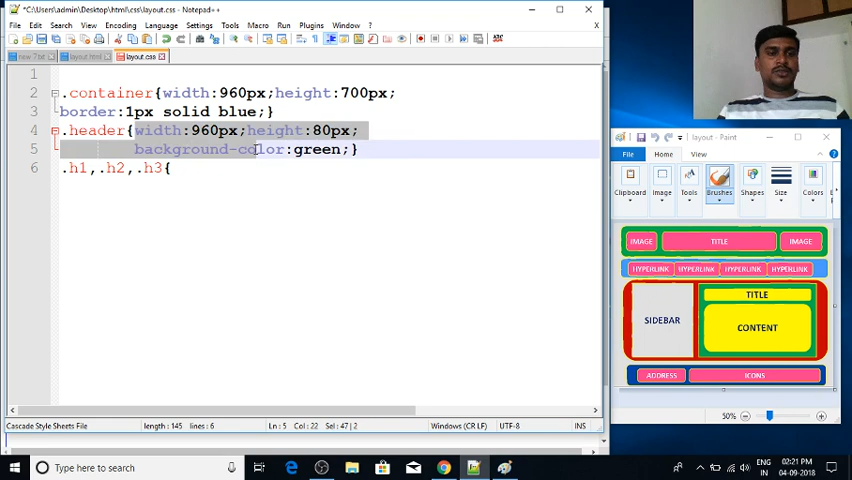 *C:\Users\admin\Desktop\html\css\layout.css - Notepad++
File Edit Search View Encoding Language Settings Tools Macro Run Plugins Window ? X
layout.html layout.css
1
2 .container{width:960px;height:700px;
3 border:1px solid blue;}
4 .header{width:960px;height:80px;
5 background-color:green;}
6 .h1,.h2,.h3{
Cascade Style Sheets File length : 145 lines : 6 Ln : 5 Col : 22 Sel : 47 | 2 Windows (CR LF) UTF-8 INS
layout - Paint
File Home View
Clipboard Image Tools Brushes Shapes Size Colors
IMAGE TITLE IMAGE
HYPERLINK HYPERLINK HYPERLINK HYPERLINK
TITLE
SIDEBAR CONTENT
ADDRESS ICONS
50%
Type here to search
ENG 02:21 PM
IN 04-09-2018